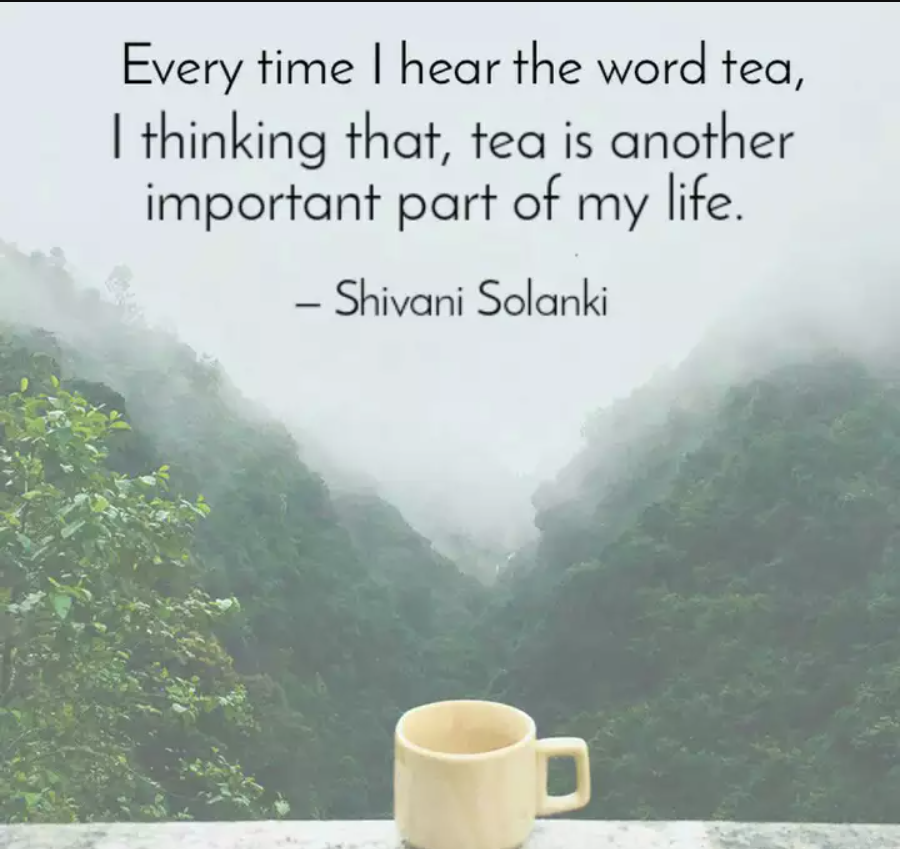 Every time I hear the word tea,
I thinking that, tea is another
important part of my life.
– Shivani Solanki